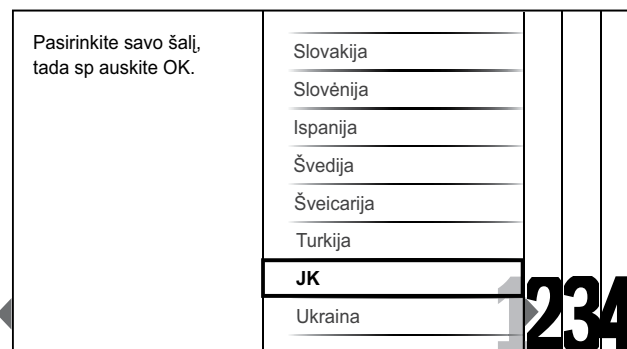 Pasirinkite savo šalį,
tada sp auskite OK.
Slovakija
Slovėnija
Ispanija
Švedija
Šveicarija
Turkija
JK
Ukraina
1234